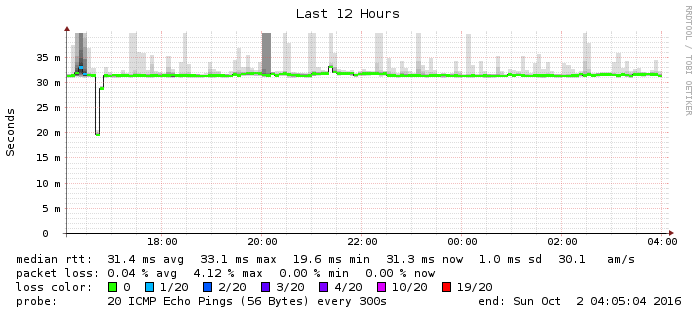 Last 12 Hours
RRDTOOL / TOBI OETIKER
Seconds
35 m
30 m
25 m
20 m
15 m
10 m
5 m
0
18:00 20:00 22:00 00:00 02:00 04:00
median rtt: 31.4 ms avg 33.1 ms max 19.6 ms min 31.3 ms now 1.0 ms sd 30.1 am/s
packet loss: 0.04 % avg 4.12 % max 0.00 % min 0.00 % now
loss color: 0 1/20 2/20 3/20 4/20 10/20 19/20
probe: 20 ICMP Echo Pings (56 Bytes) every 300s end: Sun Oct 2 04:05:04 2016